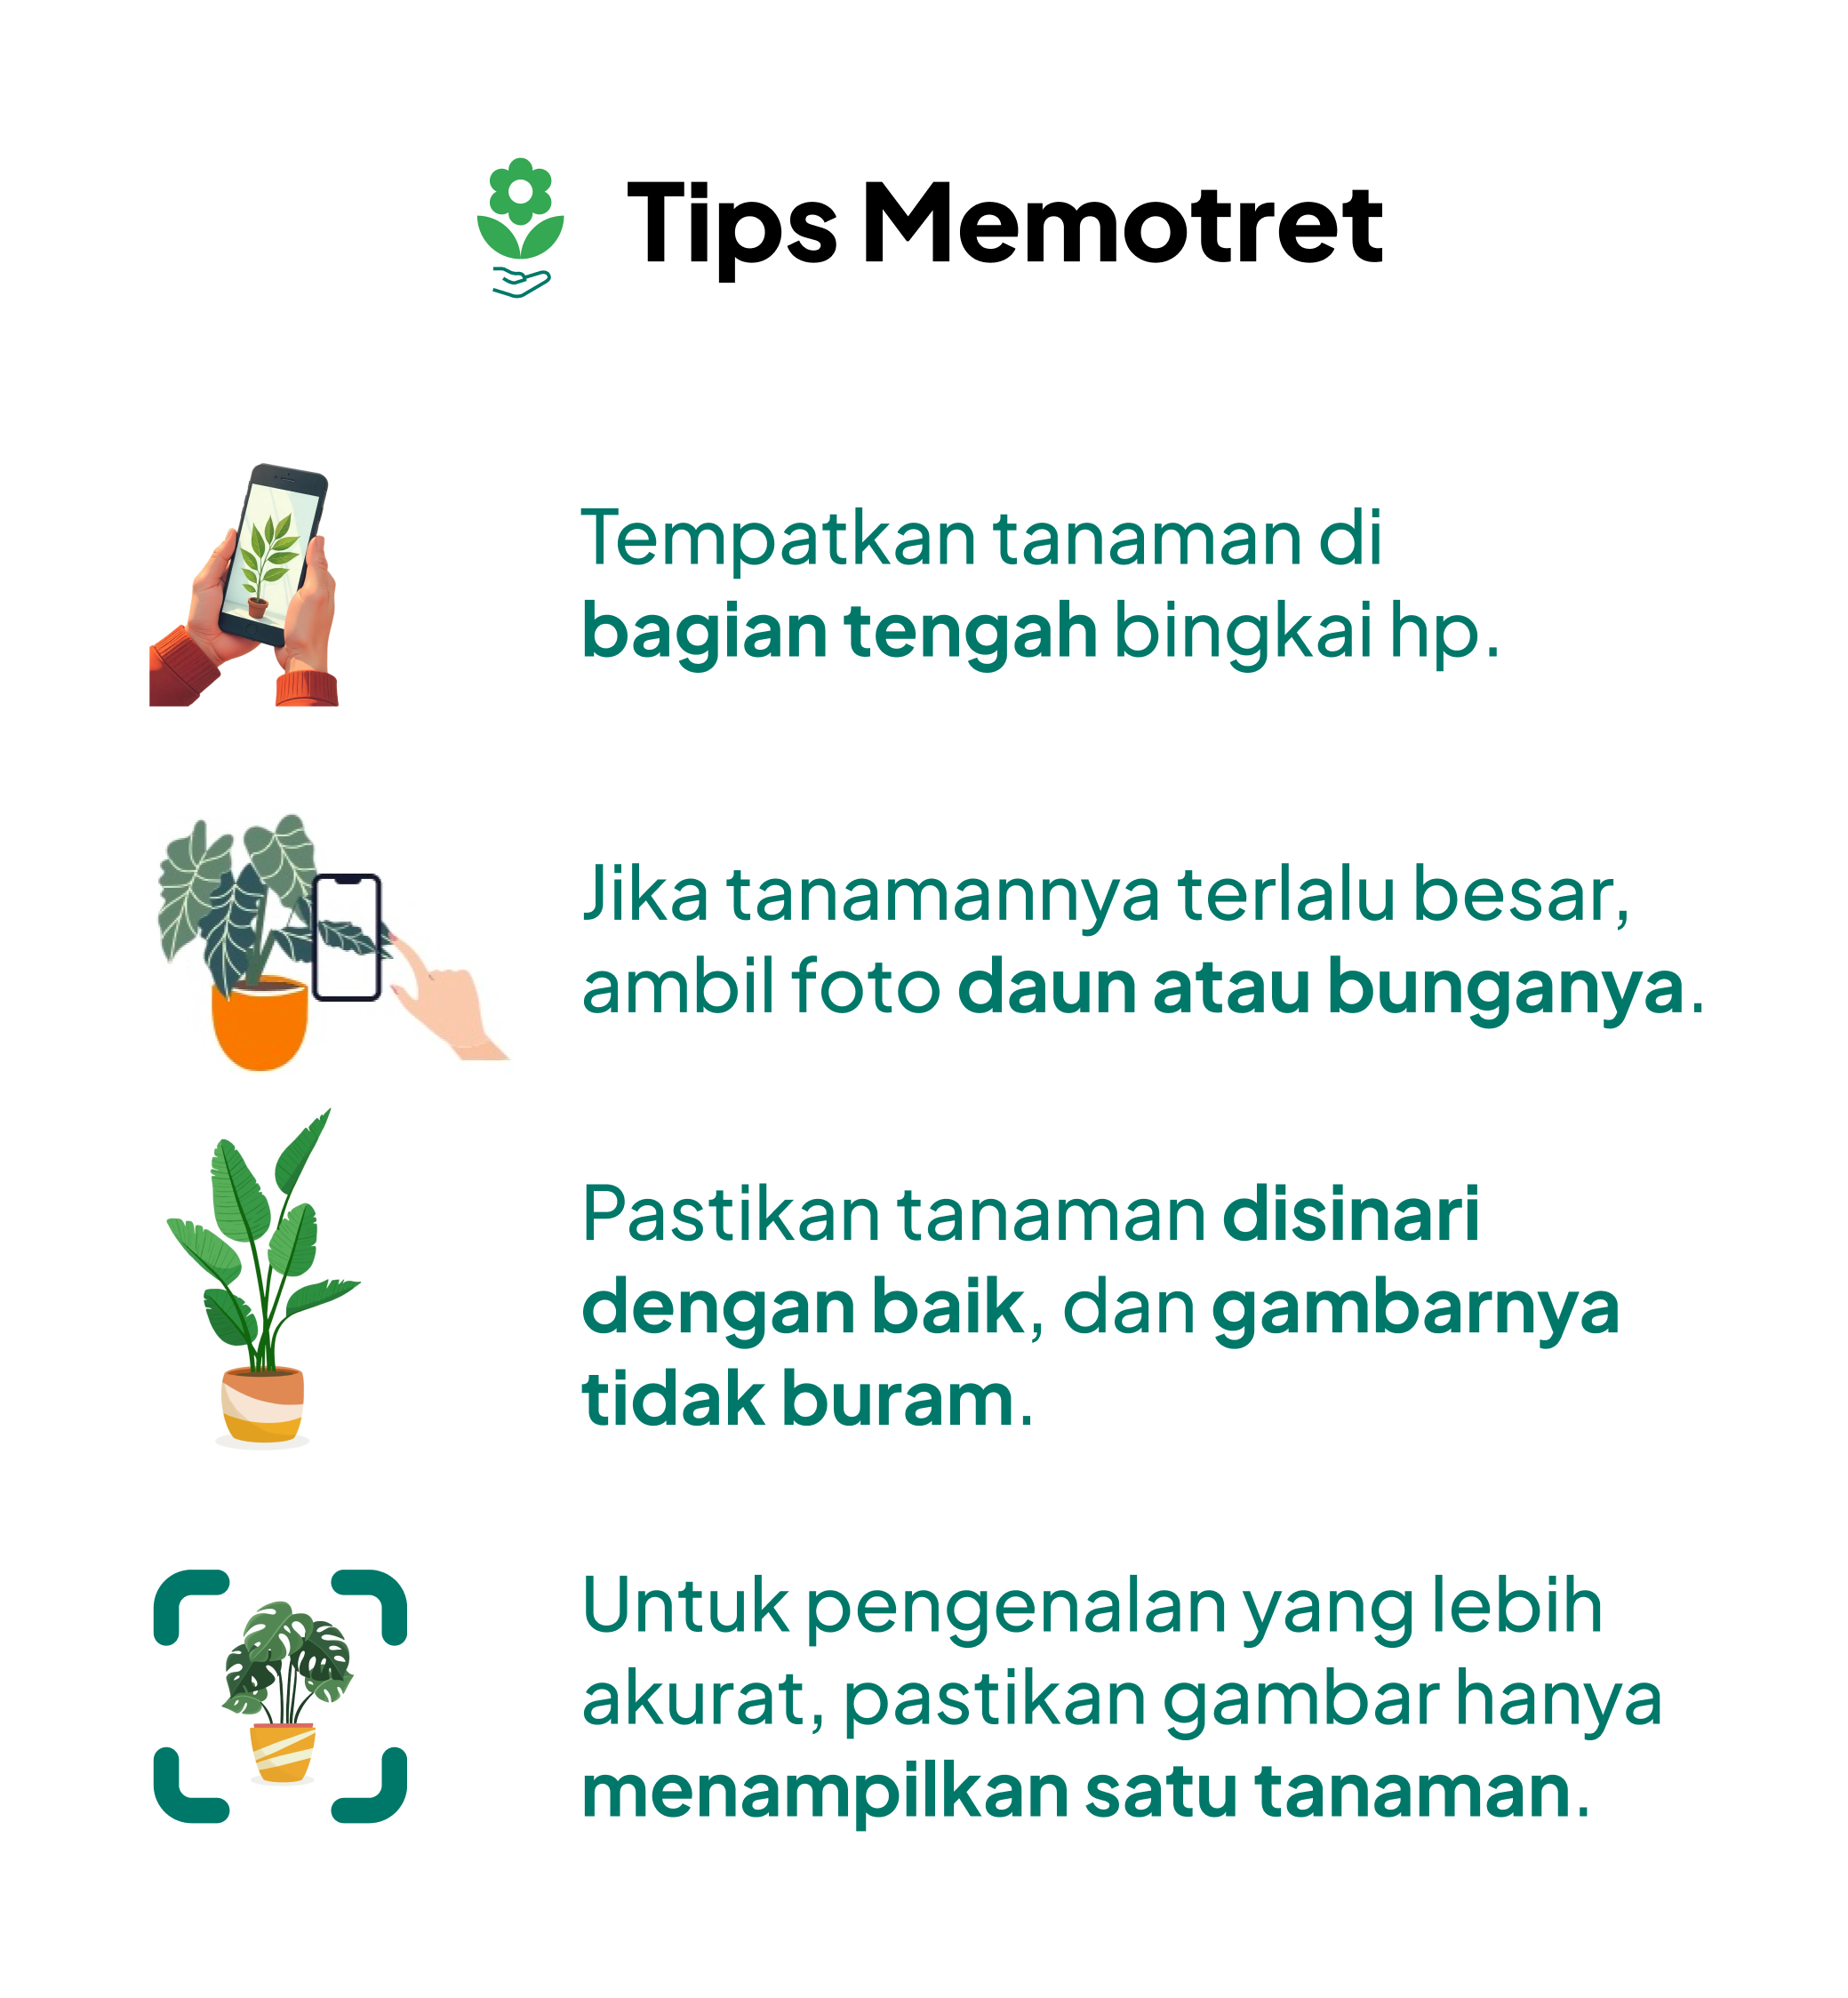 Tips Memotret
Tempatkan tanaman di
bagian tengah bingkai hp.
Jika tanamannya terlalu besar,
ambil foto daun atau bunganya.
Pastikan tanaman disinari
dengan baik, dan gambarnya
tidak buram.
Untuk pengenalan yang lebih
akurat, pastikan gambar hanya
menampilkan satu tanaman.